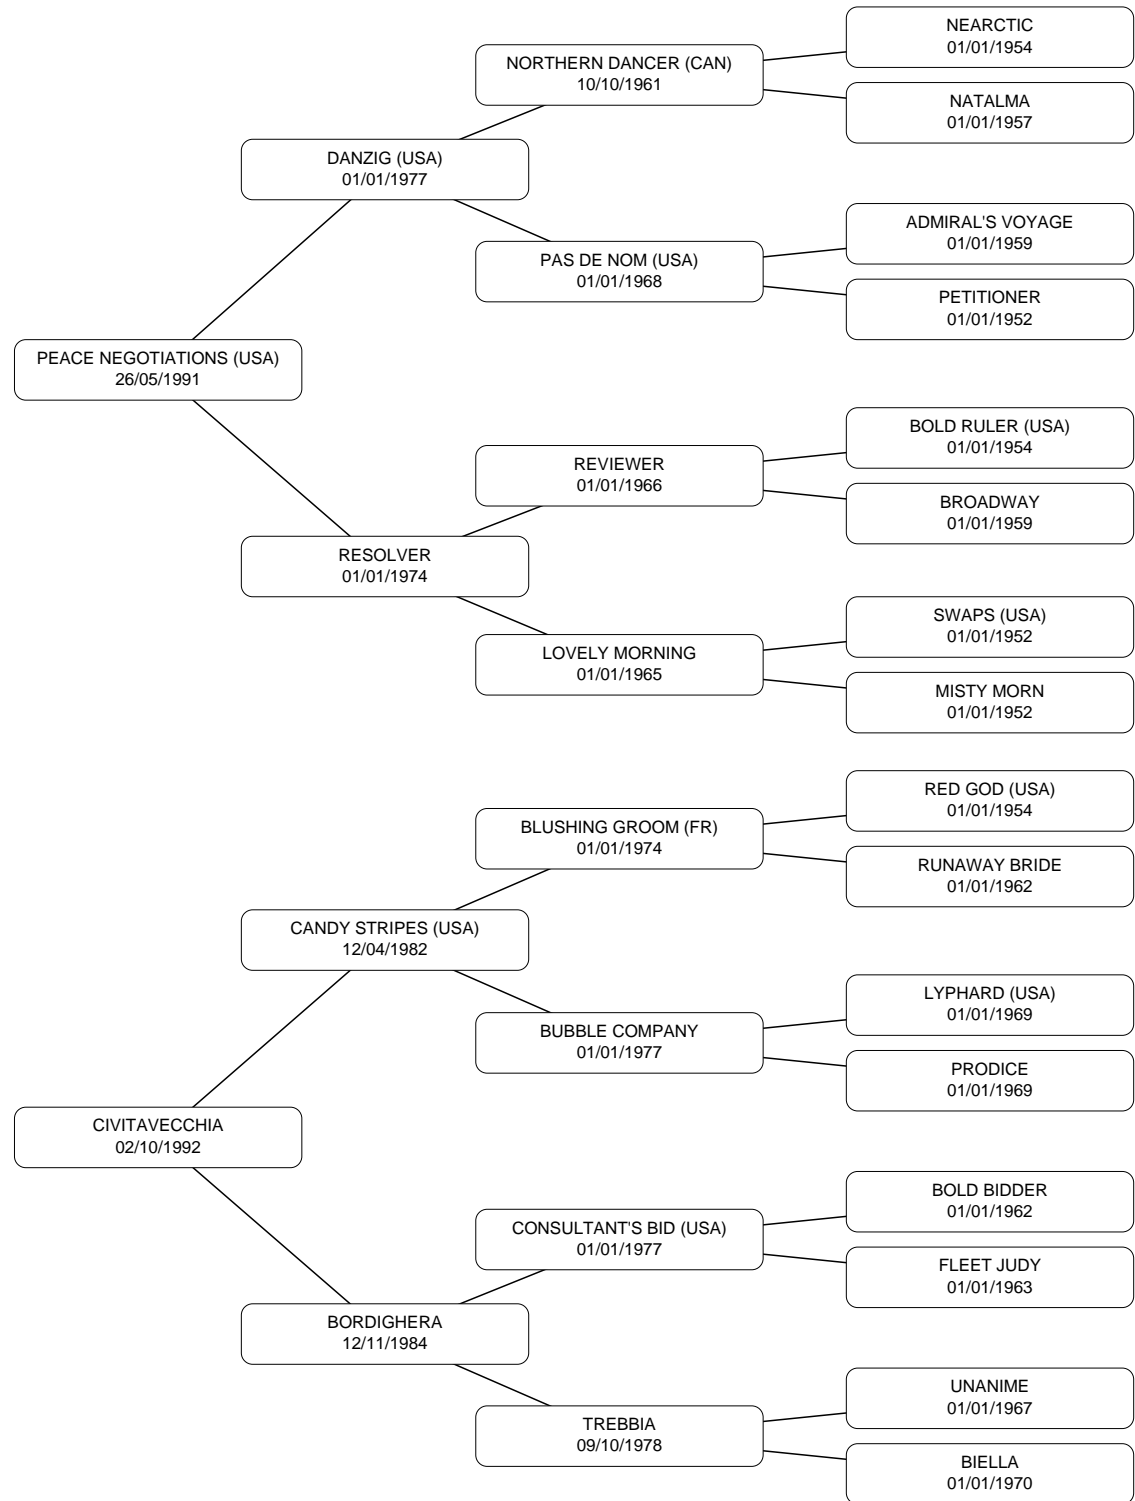 NEARCTIC
01/01/1954
NORTHERN DANCER (CAN)
10/10/1961
NATALMA
01/01/1957
DANZIG (USA)
01/01/1977
ADMIRAL'S VOYAGE
01/01/1959
PAS DE NOM (USA)
01/01/1968
PETITIONER
01/01/1952
PEACE NEGOTIATIONS (USA)
26/05/1991
BOLD RULER (USA)
01/01/1954
REVIEWER
01/01/1966
BROADWAY
01/01/1959
RESOLVER
01/01/1974
SWAPS (USA)
01/01/1952
LOVELY MORNING
01/01/1965
MISTY MORN
01/01/1952
RED GOD (USA)
01/01/1954
BLUSHING GROOM (FR)
01/01/1974
RUNAWAY BRIDE
01/01/1962
CANDY STRIPES (USA)
12/04/1982
LYPHARD (USA)
01/01/1969
BUBBLE COMPANY
01/01/1977
PRODICE
01/01/1969
CIVITAVECCHIA
02/10/1992
BOLD BIDDER
01/01/1962
CONSULTANT'S BID (USA)
01/01/1977
FLEET JUDY
01/01/1963
BORDIGHERA
12/11/1984
UNANIME
01/01/1967
TREBBIA
09/10/1978
BIELLA
01/01/1970